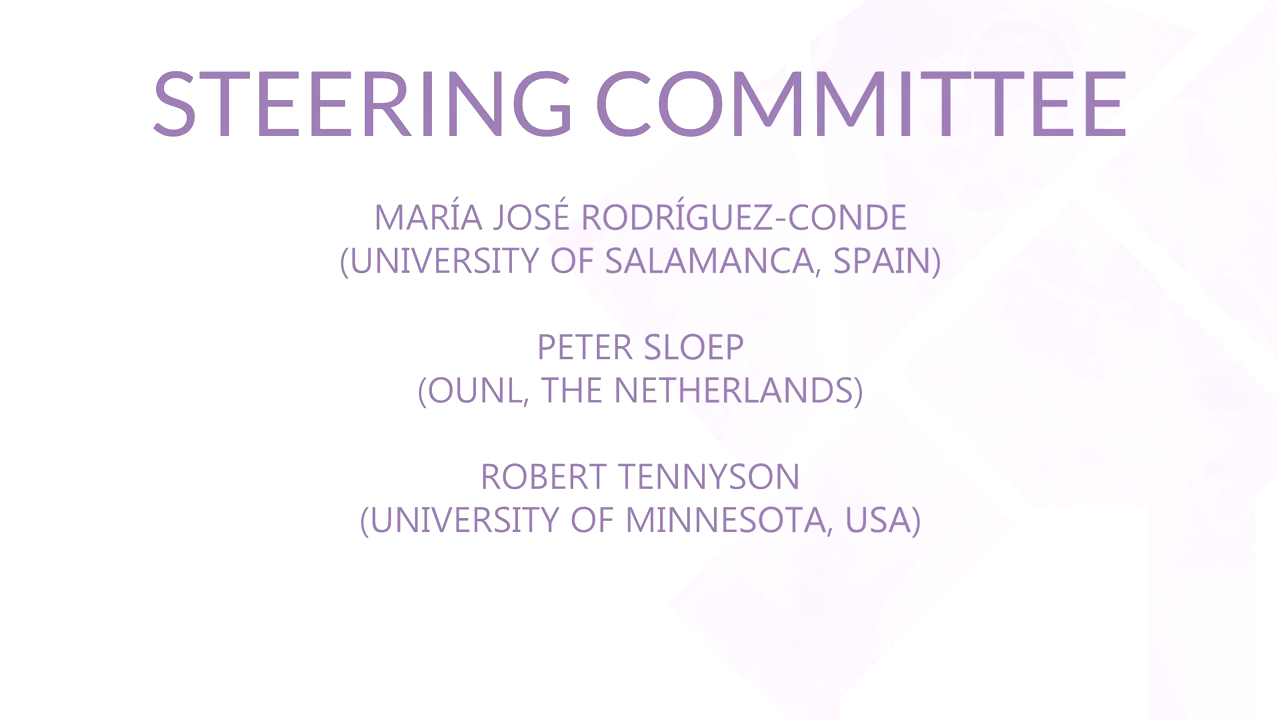 STEERING COMMITTEE
MARÍA JOSÉ RODRÍGUEZ-CONDE
(UNIVERSITY OF SALAMANCA, SPAIN)
PETER SLOEP
(OUNL, THE NETHERLANDS)
ROBERT TENNYSON
(UNIVERSITY OF MINNESOTA, USA)